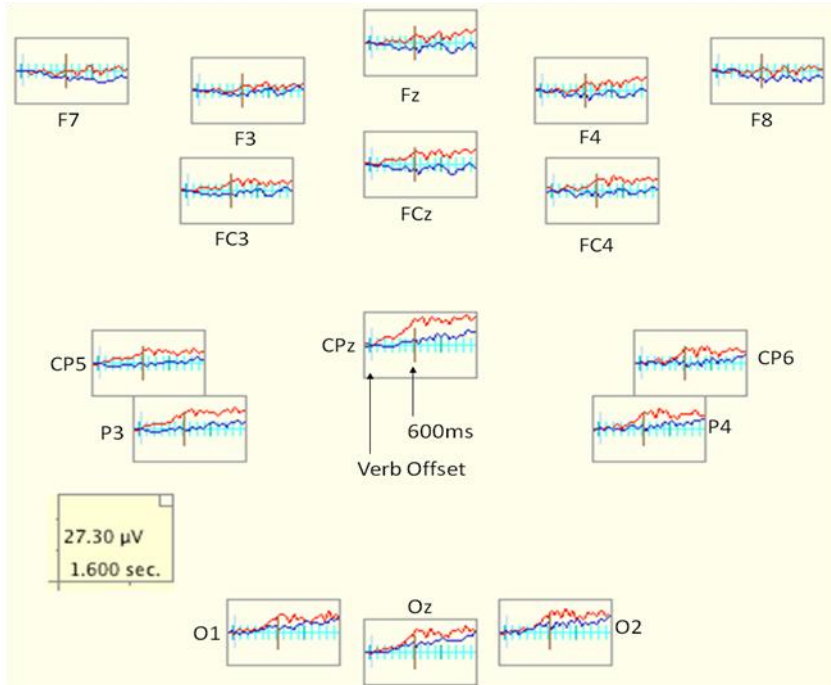 Fz
F7
F3
F4
F8
FCz
FC3
FC4
CPz
CP5
CP6
P3
600ms
P4
Verb Offset
27.30 µV
1.600 sec.
Oz
O1
O2